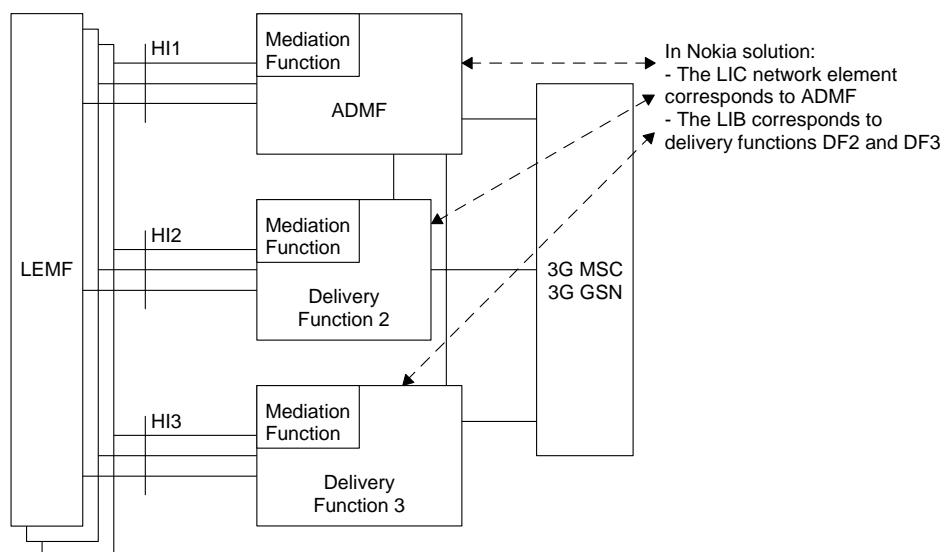 HI1
Mediation
Function
ADMF
In Nokia solution:
- The LIC network element
corresponds to ADMF
- The LIB corresponds to
delivery functions DF2 and DF3
LEMF
HI2
Mediation
Function
Delivery
Function 2
3G MSC
3G GSN
HI3
Mediation
Function
Delivery
Function 3